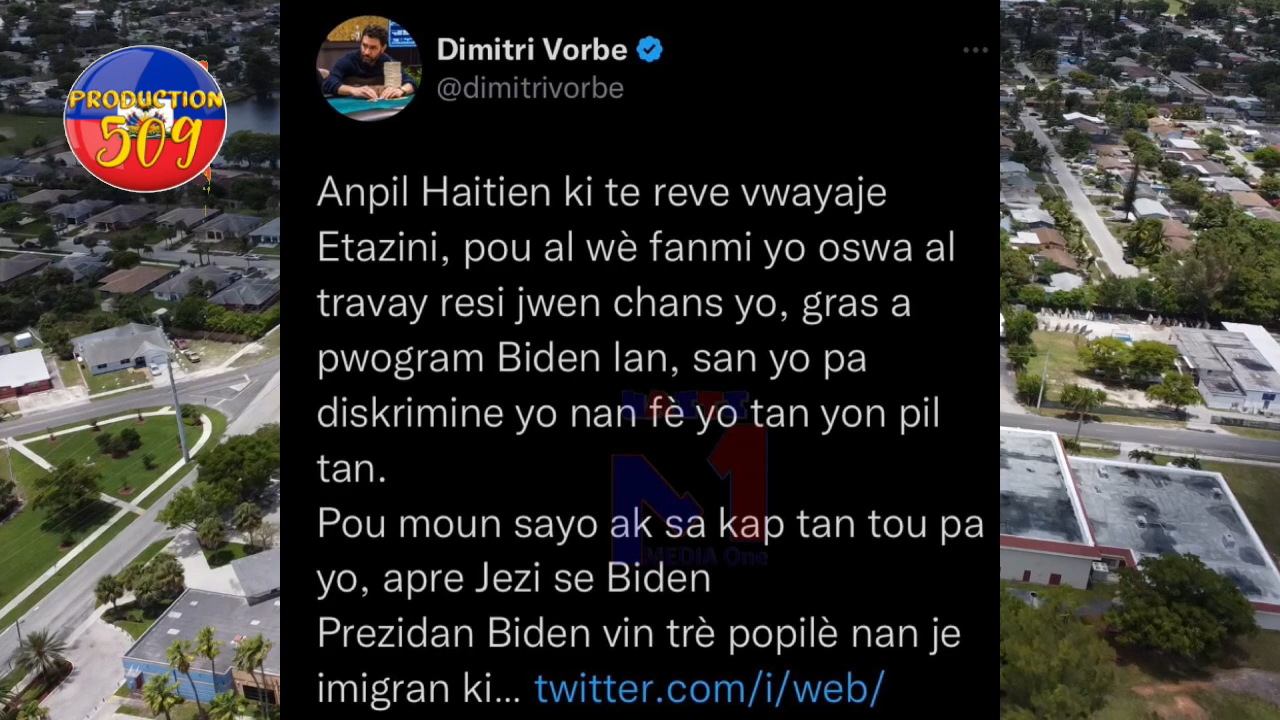 PRODUCTION
509
Dimitri Vorbe
@dimitrivorbe
Anpil Haitien ki te reve vwayaje
Etazini, pou al wè fanmi yo oswa al
travay resi jwen chans yo, gras a
pwogram Biden lan, san yo pa
diskrimine yo nan fè yo tan yon pil
tan.
Pou moun sayo ak sa kap tan tou pa
yo, apre Jezi se Biden
Prezidan Biden vin trè popilè nan je
imigran ki... twitter.com/i/web/
MEDIA One